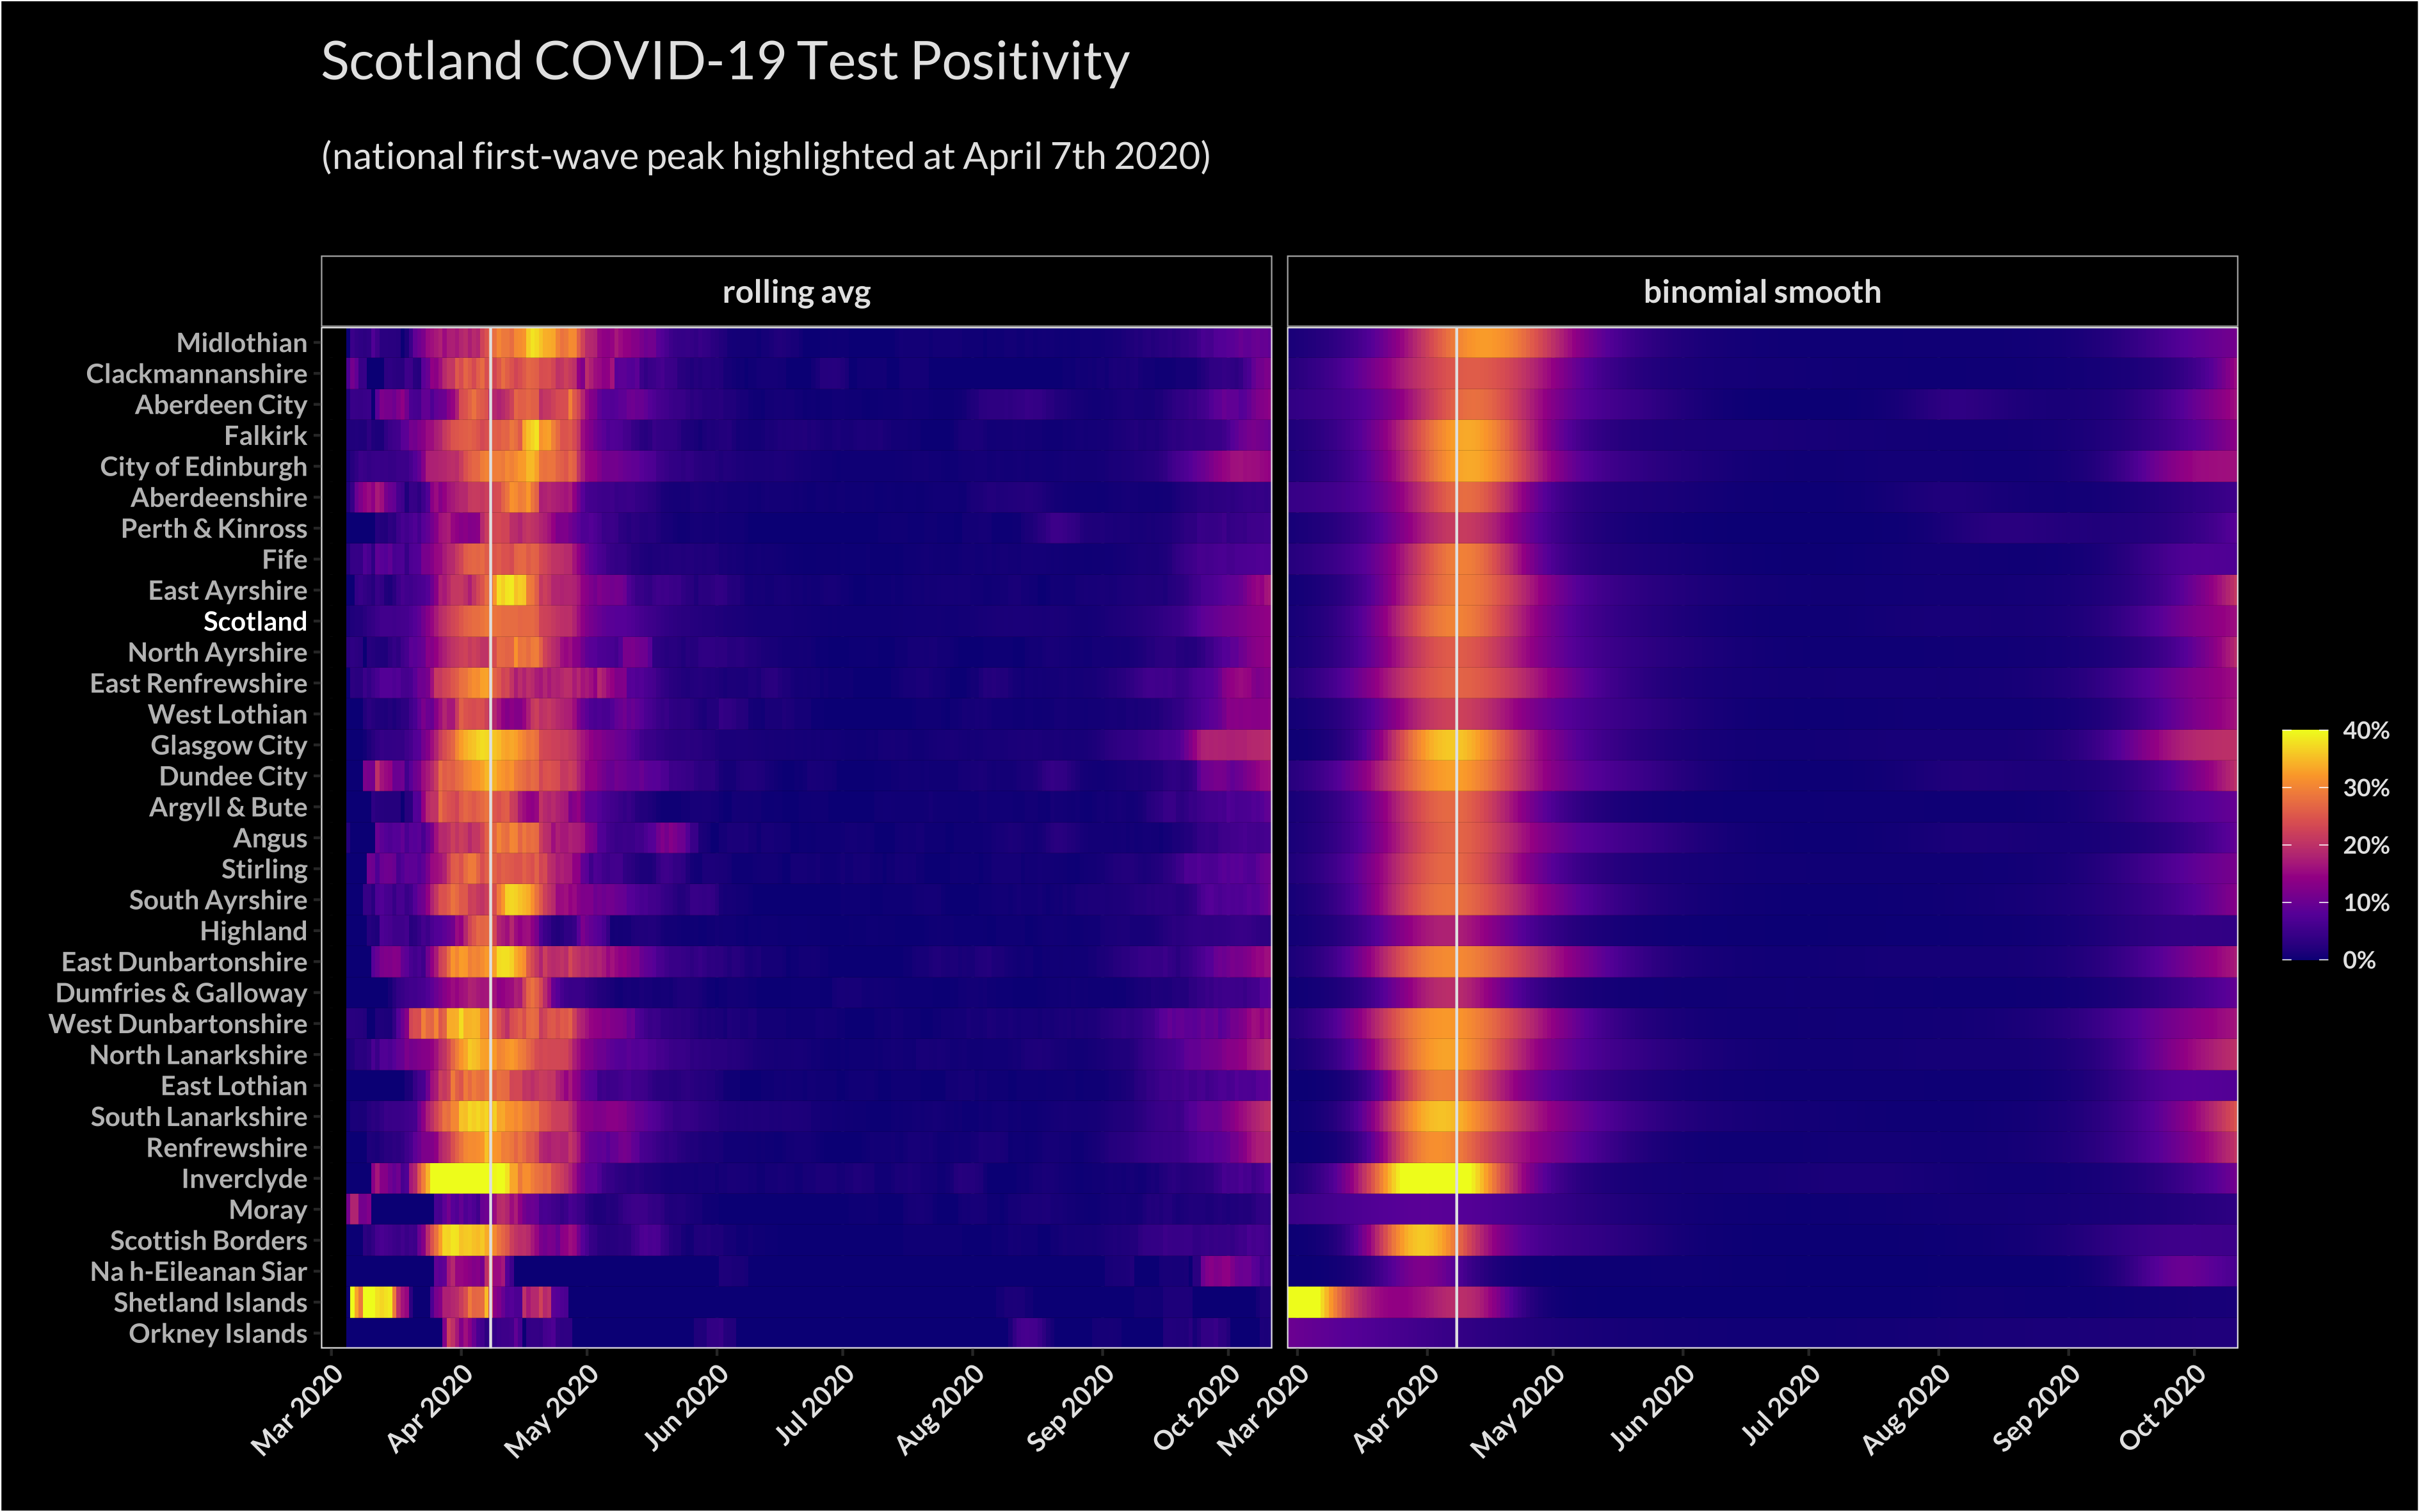 Scotland COVID-19 Test Positivity
(national first-wave peak highlighted at April 7th 2020)
rolling avg
binomial smooth
Midlothian
Clackmannanshire
Aberdeen City
Falkirk
City of Edinburgh
Aberdeenshire
Perth & Kinross
Fife
East Ayrshire
Scotland
North Ayrshire
East Renfrewshire
West Lothian
Glasgow City
Dundee City
Argyll & Bute
Angus
Stirling
South Ayrshire
Highland
East Dunbartonshire
Dumfries & Galloway
West Dunbartonshire
North Lanarkshire
East Lothian
South Lanarkshire
Renfrewshire
Inverclyde
Moray
Scottish Borders
Na h-Eileanan Siar
Shetland Islands
Orkney Islands
Mar 2020
Apr 2020
May 2020
Jun 2020
Jul 2020
Aug 2020
Sep 2020
Oct 2020
Mar 2020
Apr 2020
May 2020
Jun 2020
Jul 2020
Aug 2020
Sep 2020
Oct 2020
40%
30%
20%
10%
0%